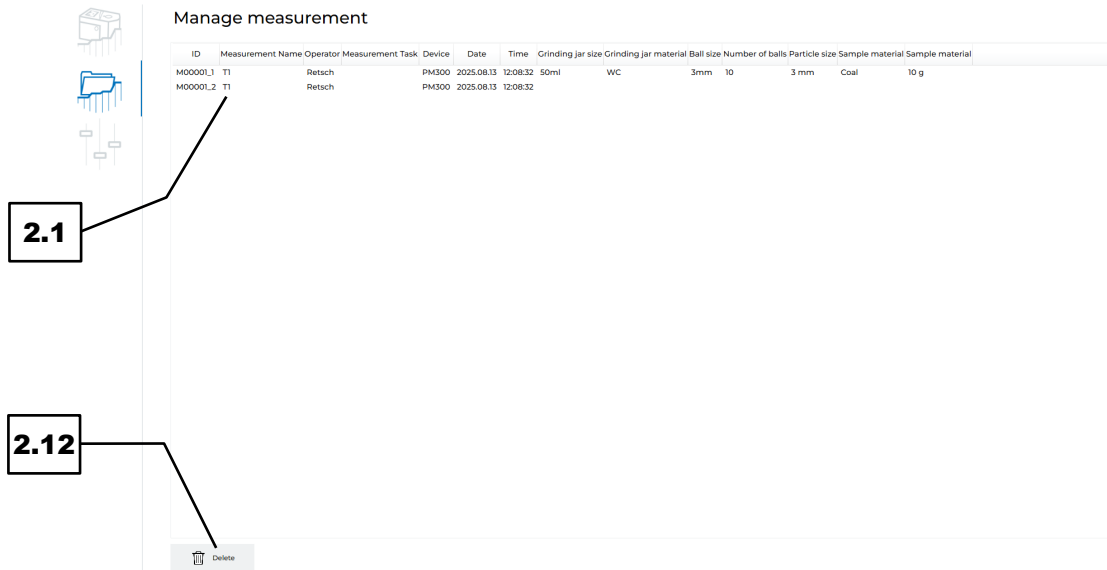 Manage measurement
ID Measurement Name Operator Measurement Task Device Date Time Grinding jar size Grinding jar material Ball size Number of balls Particle size Sample material Sample material
M00001_1 T1 Retsch PM300 2025.08.13 12:08:32 50ml WC 3mm 10 3 mm Coal 10 g
M00001_2 T1 Retsch PM300 2025.08.13 12:08:32
2.1
2.12
Delete